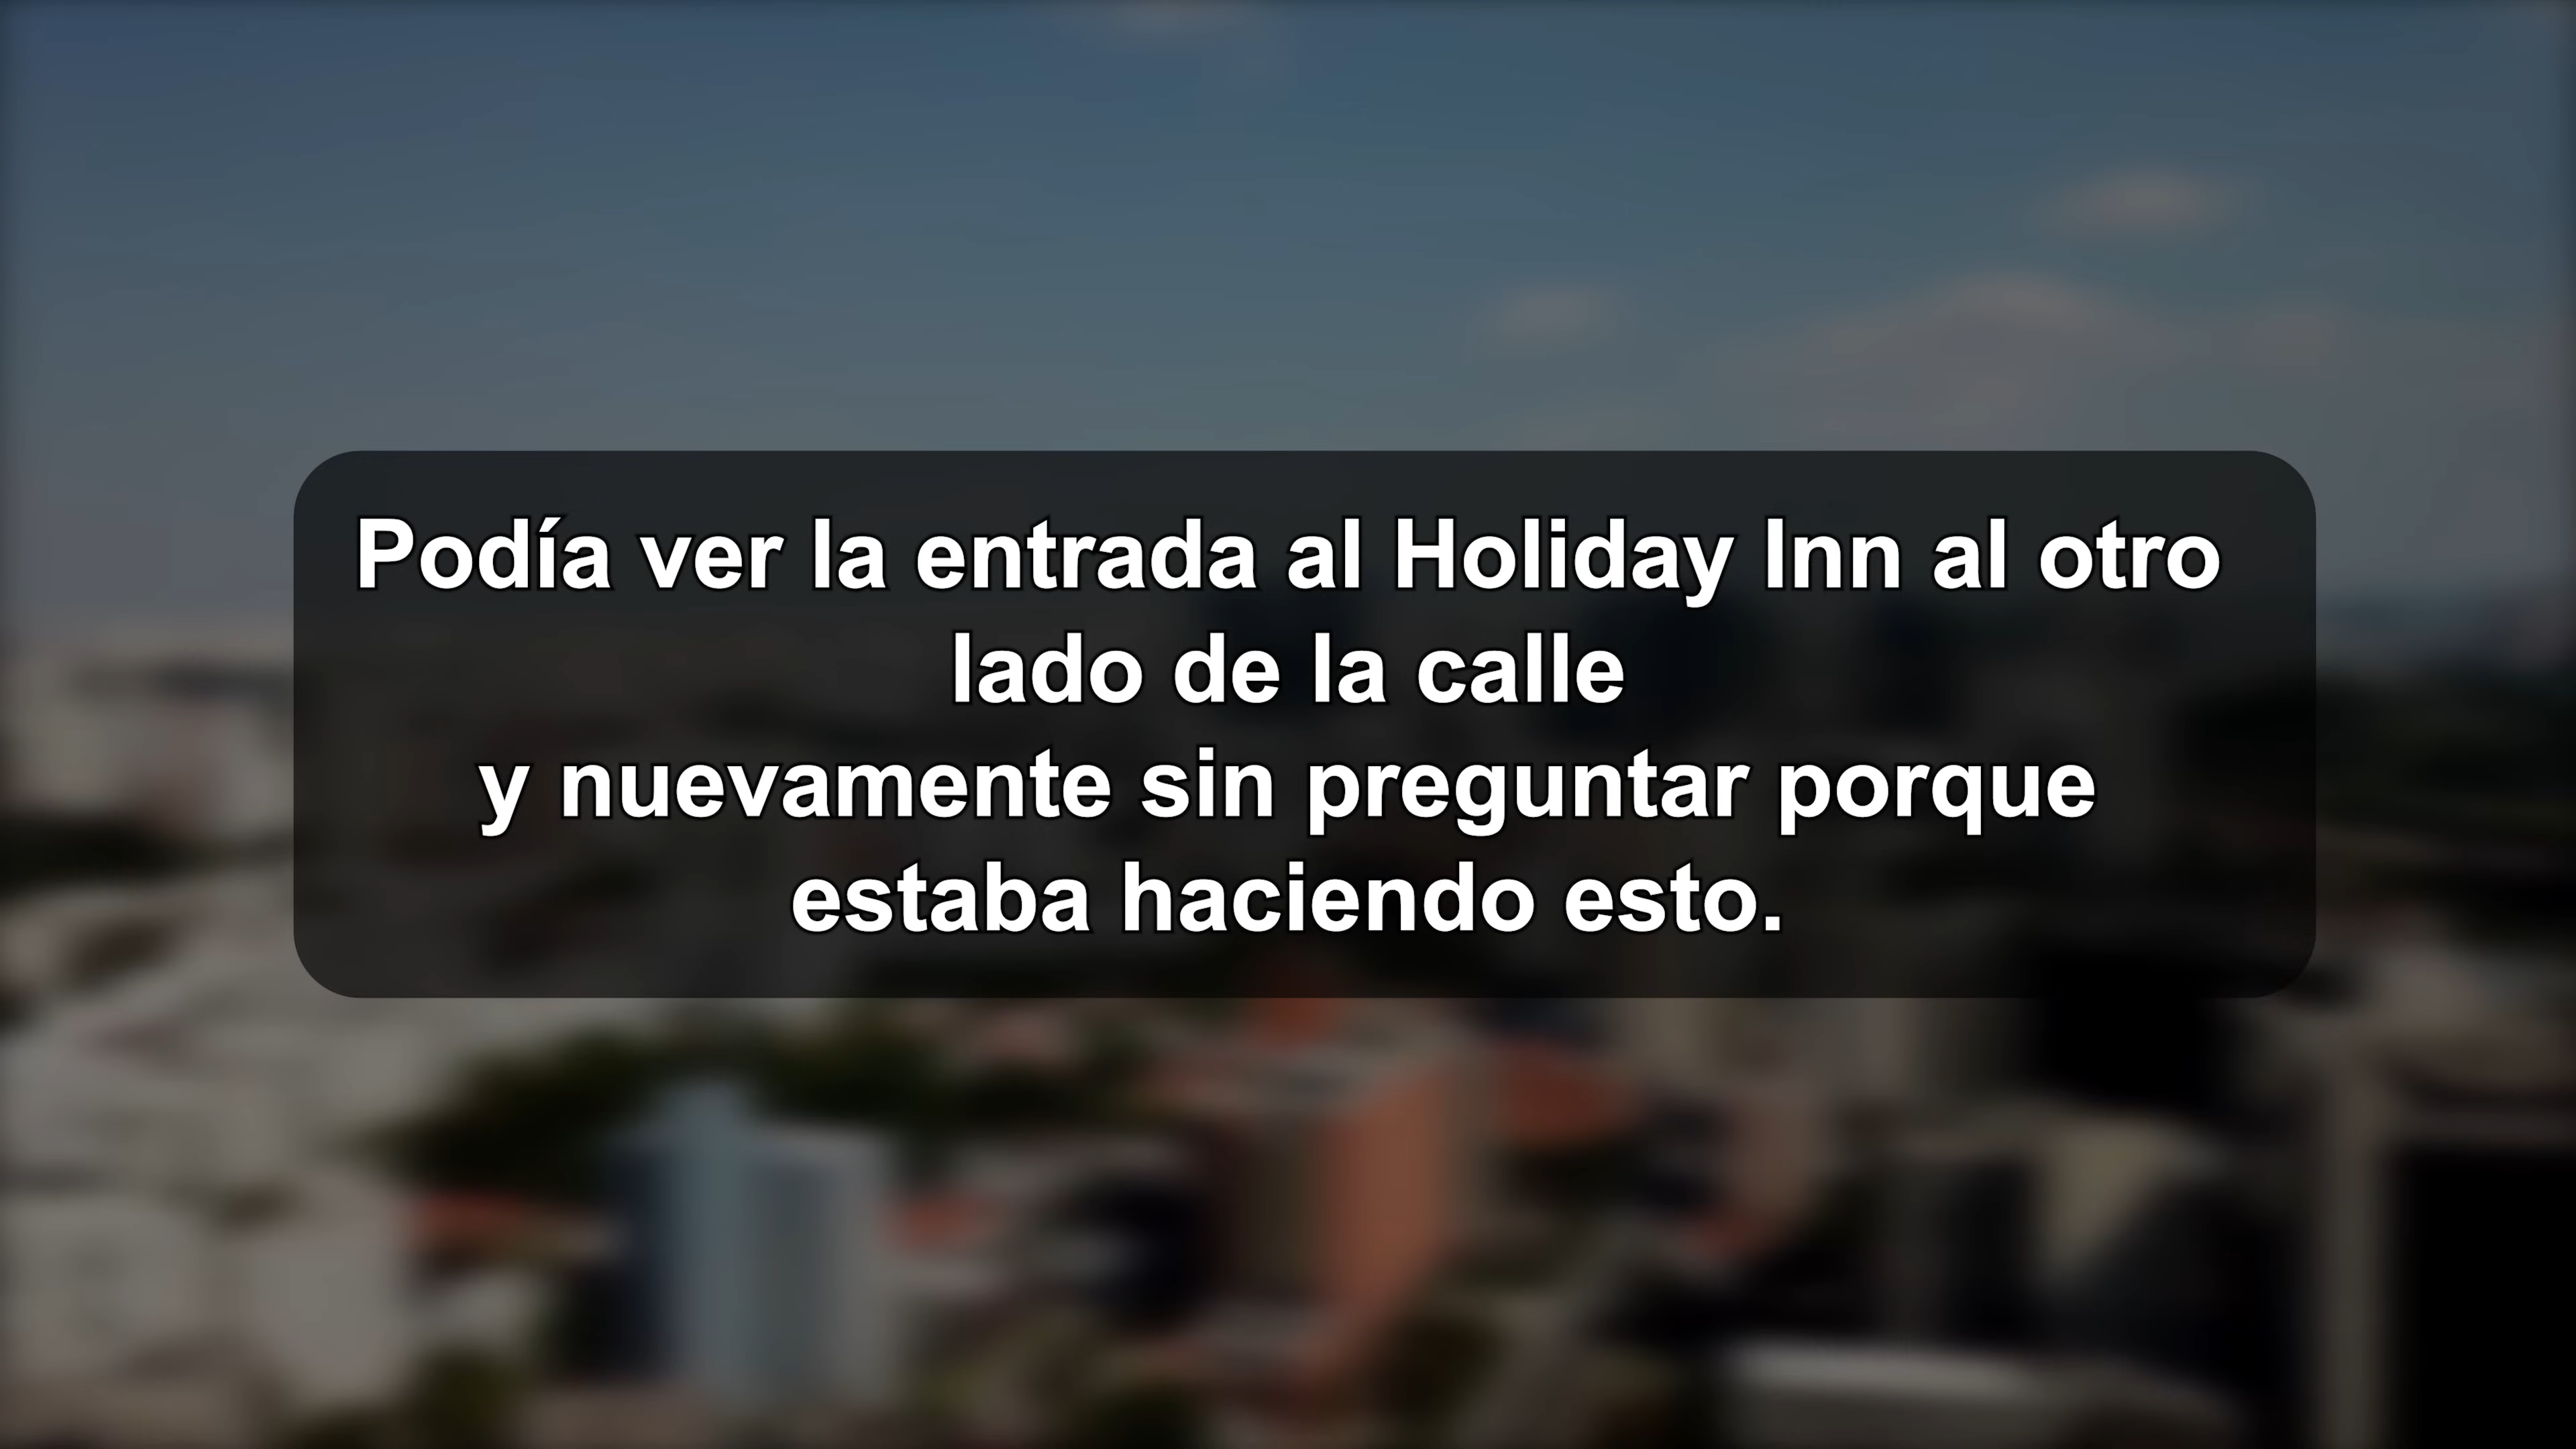 Podía ver la entrada al Holiday Inn al otro
lado de la calle
y nuevamente sin preguntar porque
estaba haciendo esto.